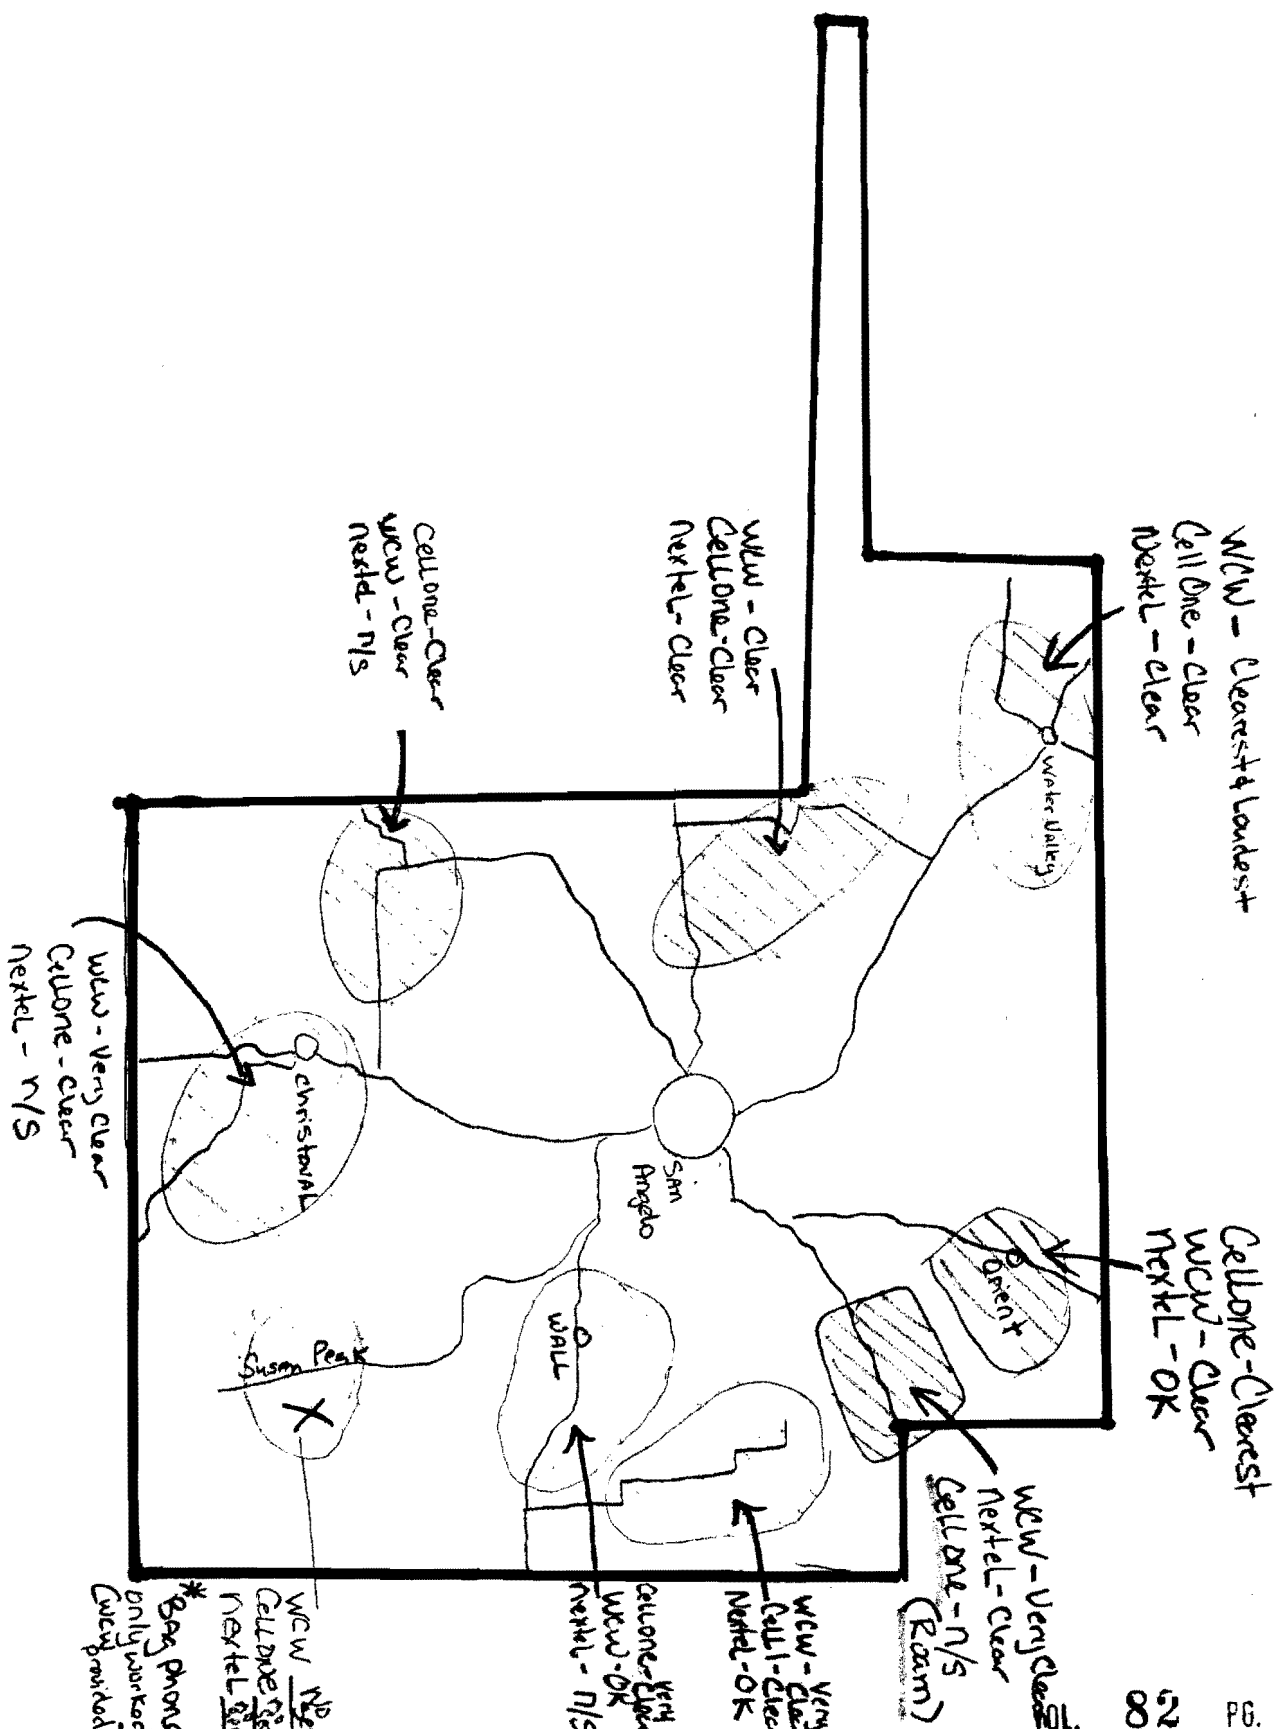 WCW - Clearest & Loudest
Cell One - Clear
Nextel - Clear
Water Valley
WCW - Clear
CellOne - Clear
nextel - Clear
CellOne - Clear
WCW - Clear
nextel - n/s
WCW - Very Clear
CellOne - Clear
nextel - n/s
Christoval
San
Angelo
CellOne - Clearest
WCW - Clear
nextel - OK
Orient
WCW - Very Clear
nextel - Clear
CellOne - n/s
(Roam)
WCW - Very
Cell 1 - Clear
Nextel - OK
CellOne - Very
WCW - OK
nextel - n/s
WALL
Susan Peak
X
WCW No
CellOne no
nextel no
* Bag phone
only worked
(WCW provided
PG.
82